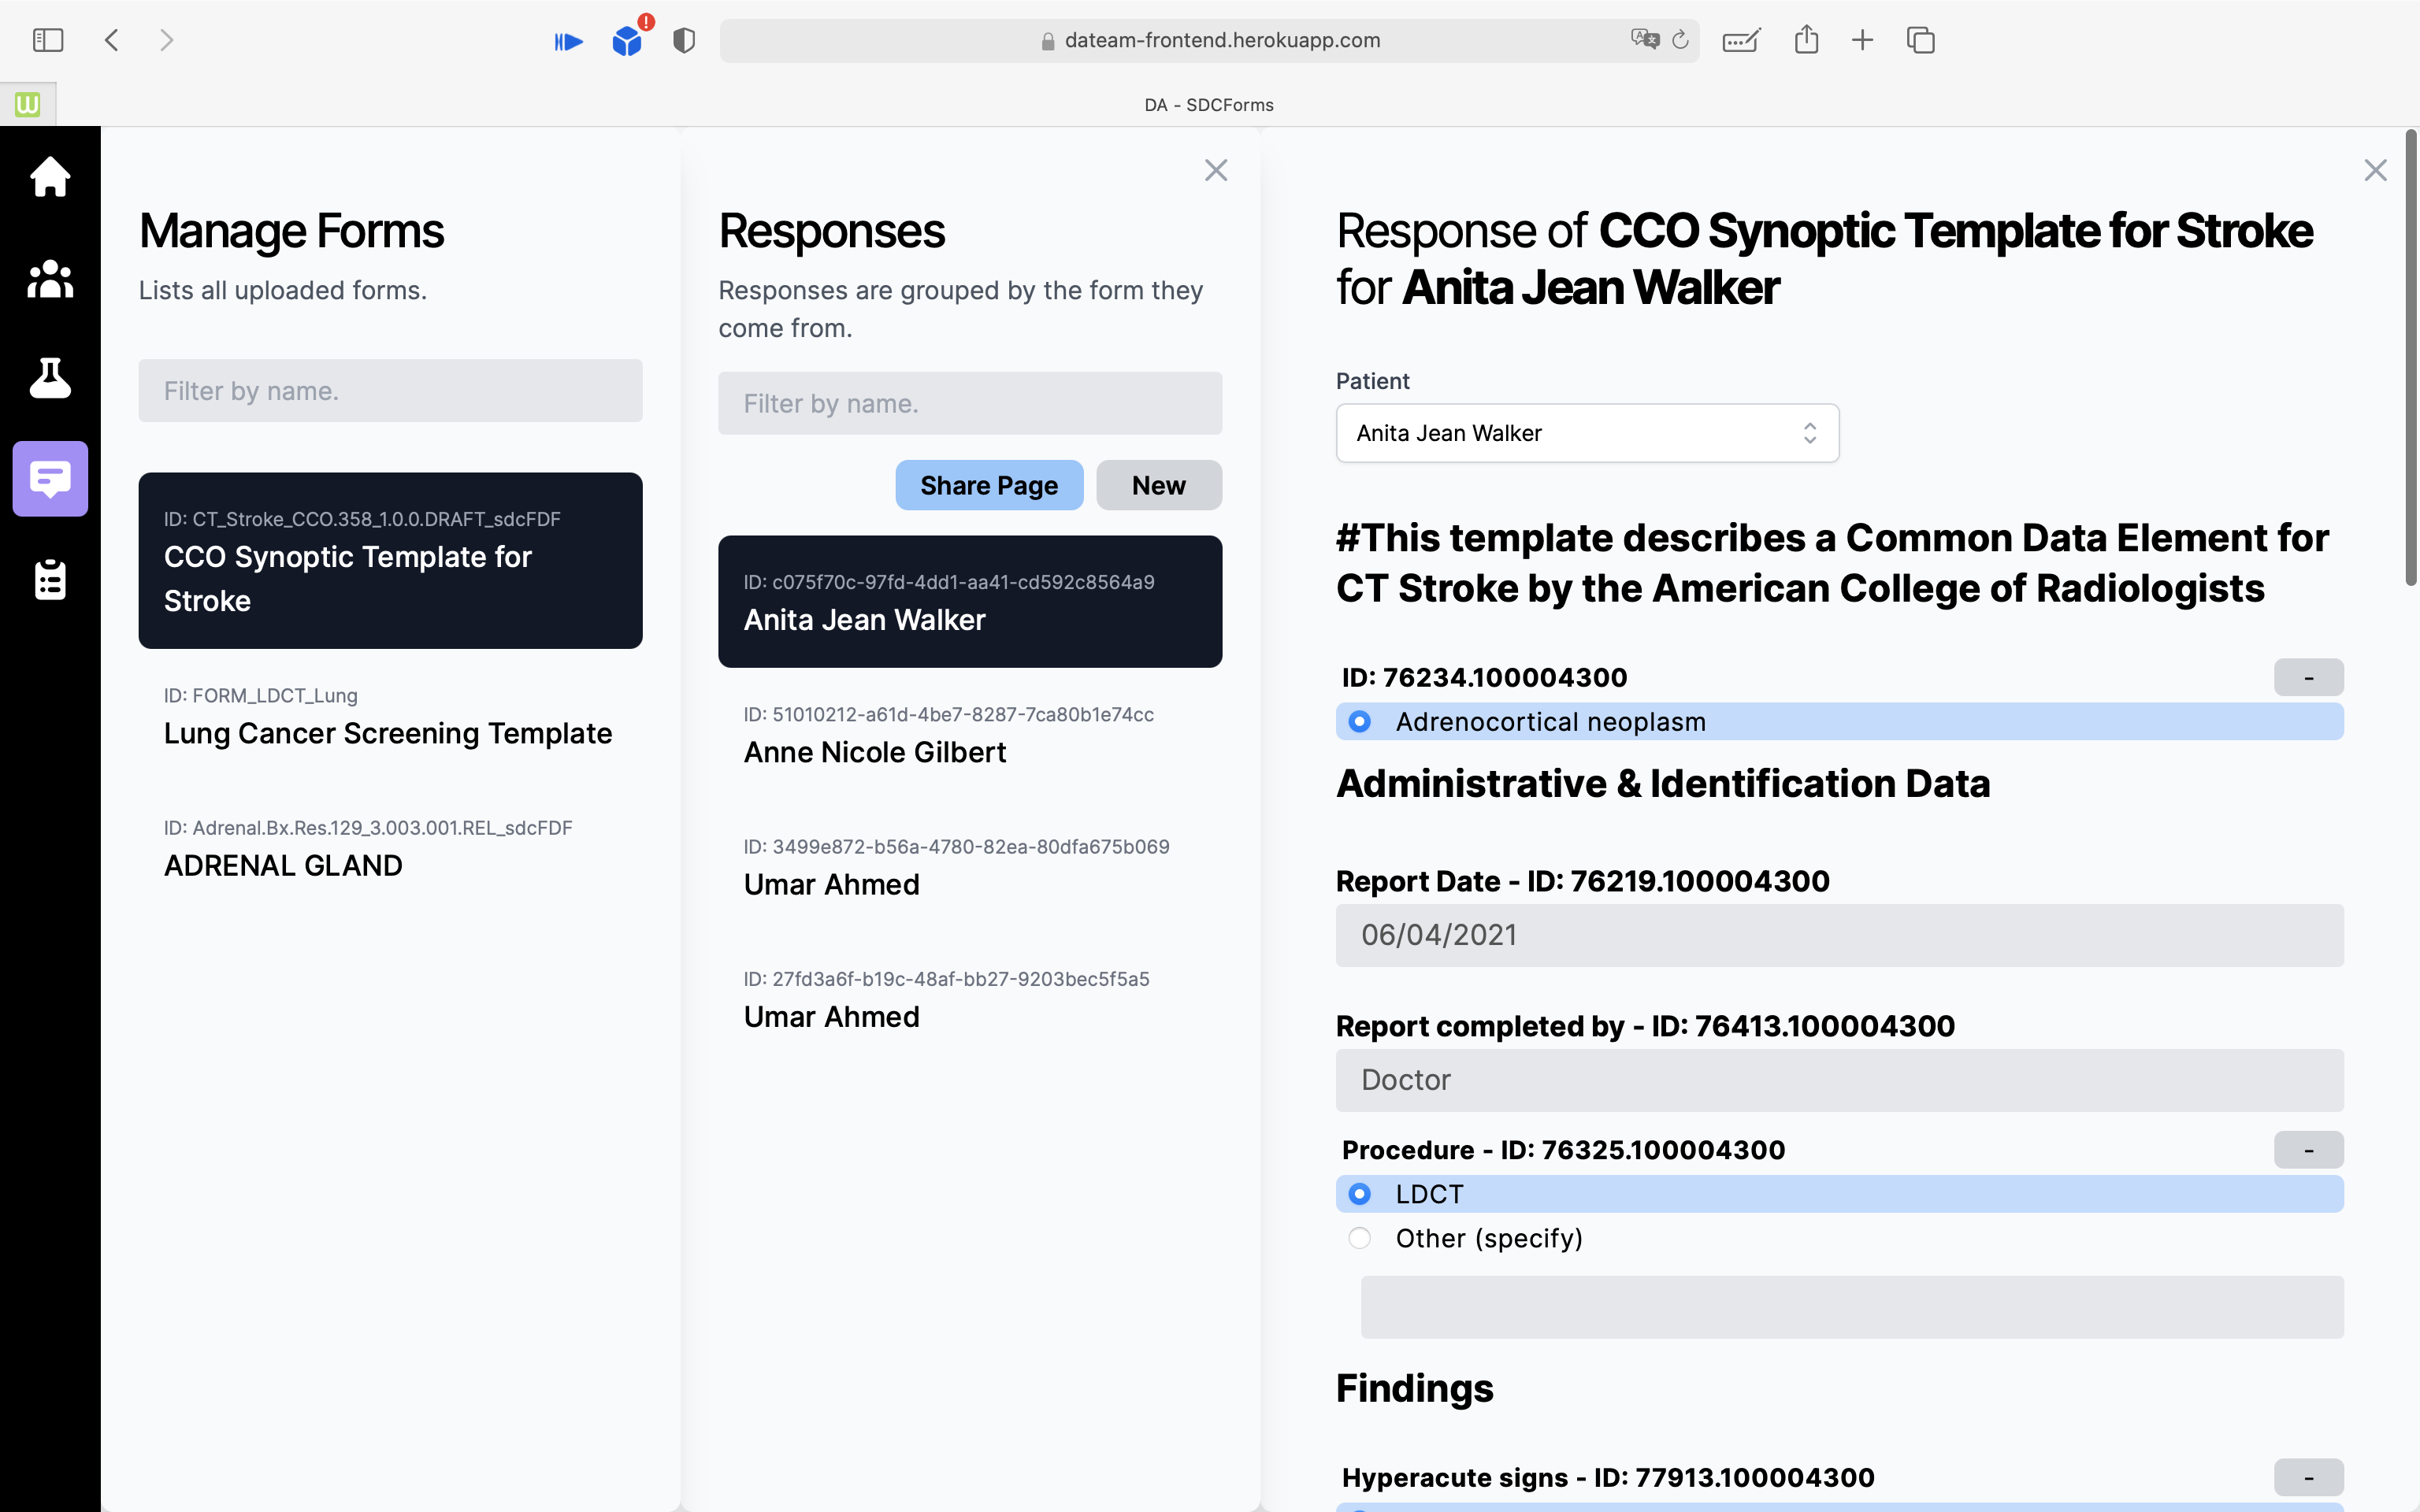 dateam-frontend.herokuapp.com
DA - SDCForms
Manage Forms
Lists all uploaded forms.
Filter by name.
ID: CT_Stroke_CCO.358_1.0.0.DRAFT_sdcFDF
CCO Synoptic Template for
Stroke
ID: FORM_LDCT_Lung
Lung Cancer Screening Template
ID: Adrenal.Bx.Res.129_3.003.001.REL_sdcFDF
ADRENAL GLAND
Responses
Responses are grouped by the form they
come from.
Filter by name.
Share Page
New
ID: c075f70c-97fd-4dd1-aa41-cd592c8564a9
Anita Jean Walker
ID: 51010212-a61d-4be7-8287-7ca80b1e74cc
Anne Nicole Gilbert
ID: 3499e872-b56a-4780-82ea-80dfa675b069
Umar Ahmed
ID: 27fd3a6f-b19c-48af-bb27-9203bec5f5a5
Umar Ahmed
Response of CCO Synoptic Template for Stroke
for Anita Jean Walker
Patient
Anita Jean Walker
#This template describes a Common Data Element for
CT Stroke by the American College of Radiologists
ID: 76234.100004300
-
Adrenocortical neoplasm
Administrative & Identification Data
Report Date - ID: 76219.100004300
06/04/2021
Report completed by - ID: 76413.100004300
Doctor
Procedure - ID: 76325.100004300
-
LDCT
Other (specify)
Findings
Hyperacute signs - ID: 77913.100004300
-